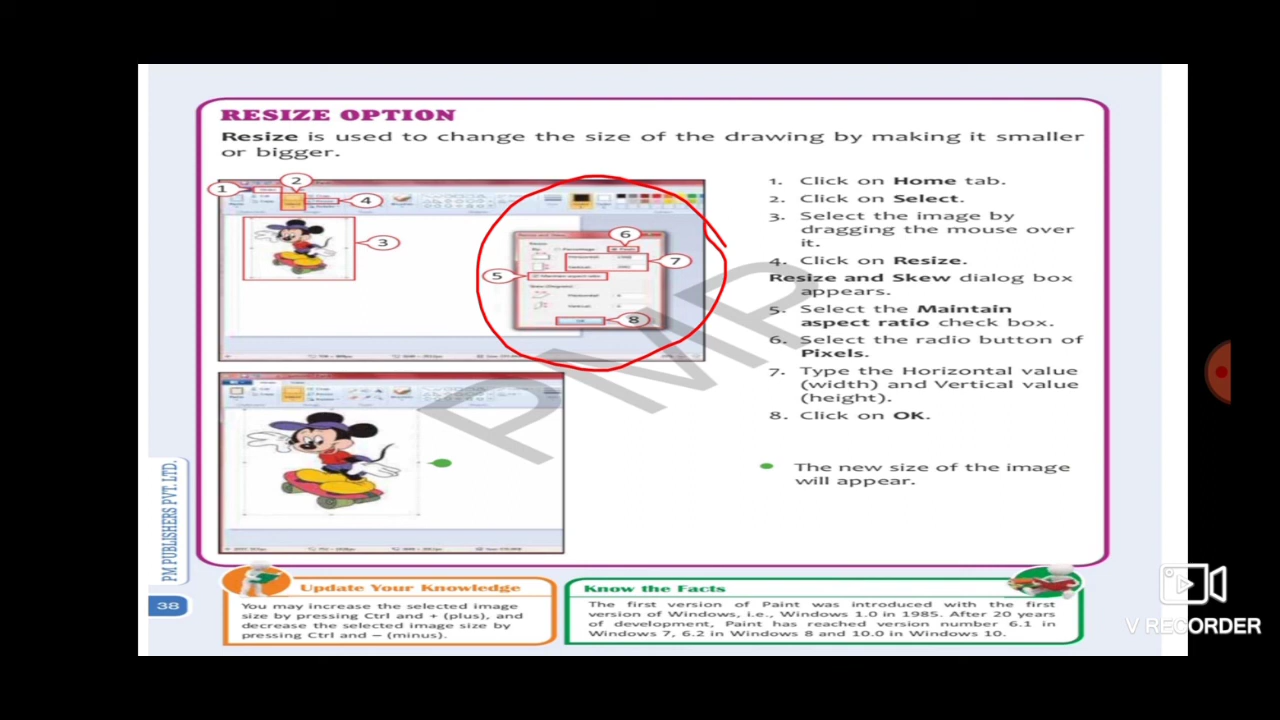 RESIZE OPTION
Resize is used to change the size of the drawing by making it smaller
or bigger.
1
2
4
3
6
7
5
8
1. Click on Home tab.
2. Click on Select.
3. Select the image by
dragging the mouse over
it.
4. Click on Resize.
Resize and Skew dialog box
appears.
5. Select the Maintain
aspect ratio check box.
6. Select the radio button of
Pixels.
7. Type the Horizontal value
(width) and Vertical value
(height).
8. Click on OK.
The new size of the image
will appear.
PMP
PM PUBLISHERS PVT. LTD.
38
Update Your Knowledge
You may increase the selected image
size by pressing Ctrl and + (plus), and
decrease the selected image size by
pressing Ctrl and – (minus).
Know the Facts
The first version of Paint was introduced with the first
version of Windows, i.e., Windows 1.0 in 1985. After 20 years
of development, Paint has reached version number 6.1 in
Windows 7, 6.2 in Windows 8 and 10.0 in Windows 10.
V RECORDER